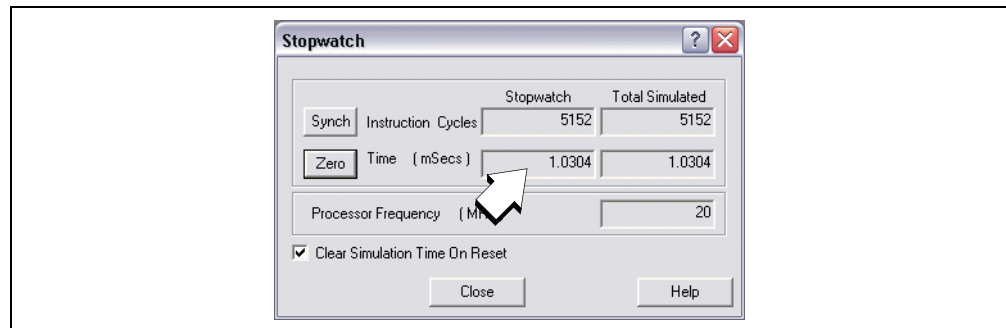 Stopwatch
Stopwatch Total Simulated
Synch Instruction Cycles 5152 5152
Zero Time (mSecs) 1.0304 1.0304
Processor Frequency 20
Clear Simulation Time On Reset
Close Help